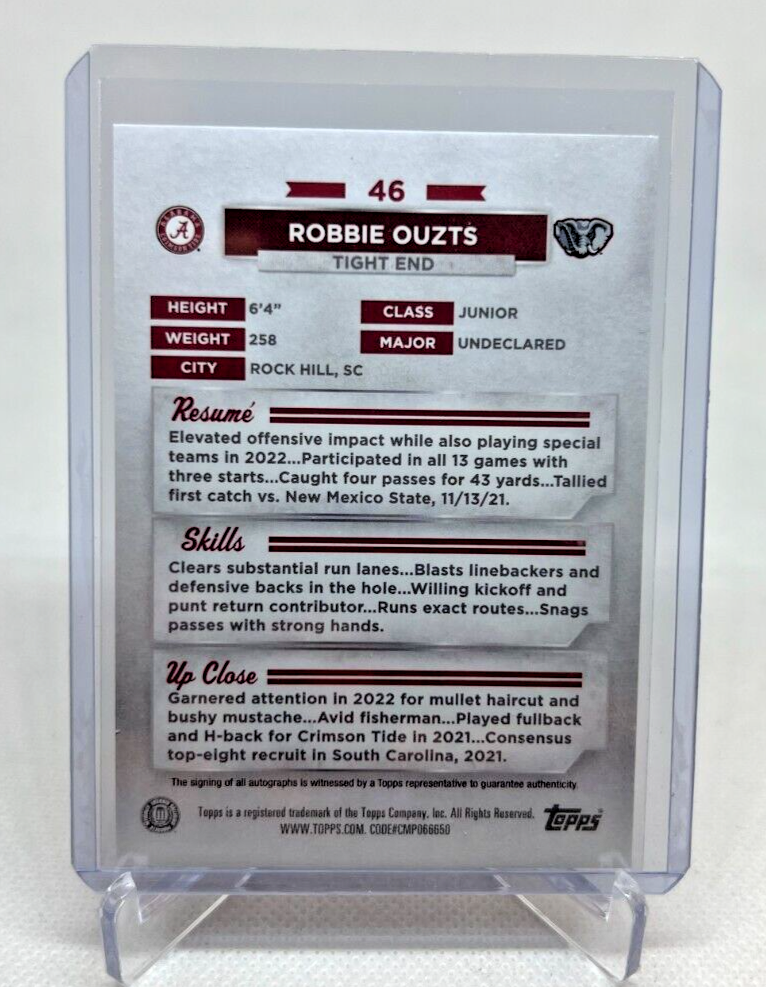 46
ROBBIE OUZTS
TIGHT END
ALABAMA
A
HEIGHT 6'4"
CLASS JUNIOR
WEIGHT 258
MAJOR UNDECLARED
CITY ROCK HILL, SC
Resumé
Elevated offensive impact while also playing special
teams in 2022...Participated in all 13 games with
three starts...Caught four passes for 43 yards...Tallied
first catch vs. New Mexico State, 11/13/21.
Skills
Clears substantial run lanes...Blasts linebackers and
defensive backs in the hole...Willing kickoff and
punt return contributor...Runs exact routes...Snags
passes with strong hands.
Up Close
Garnered attention in 2022 for mullet haircut and
bushy mustache...Avid fisherman...Played fullback
and H-back for Crimson Tide in 2021...Consensus
top-eight recruit in South Carolina, 2021.
The signing of all autographs is witnessed by a Topps representative to guarantee authenticity.
Topps is a registered trademark of the Topps Company, Inc. All Rights Reserved.
WWW.TOPPS.COM. CODE#CMP066650
Topps